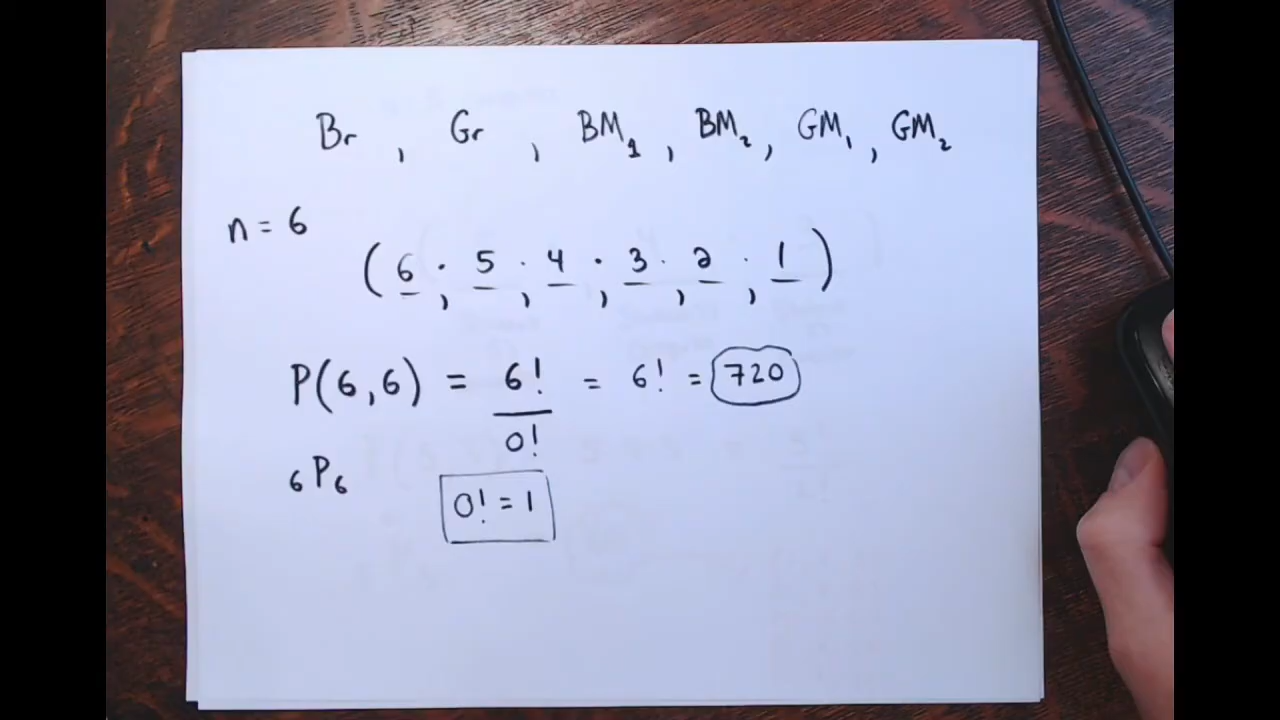 Br , Gr , BM₁ , BM₂ , GM₁ , GM₂
n = 6
( 6 · , 5 · , 4 · , 3 · , 2 · , 1 )
P(6,6) = 6!/0! = 6! = 720
₆P₆
0! = 1